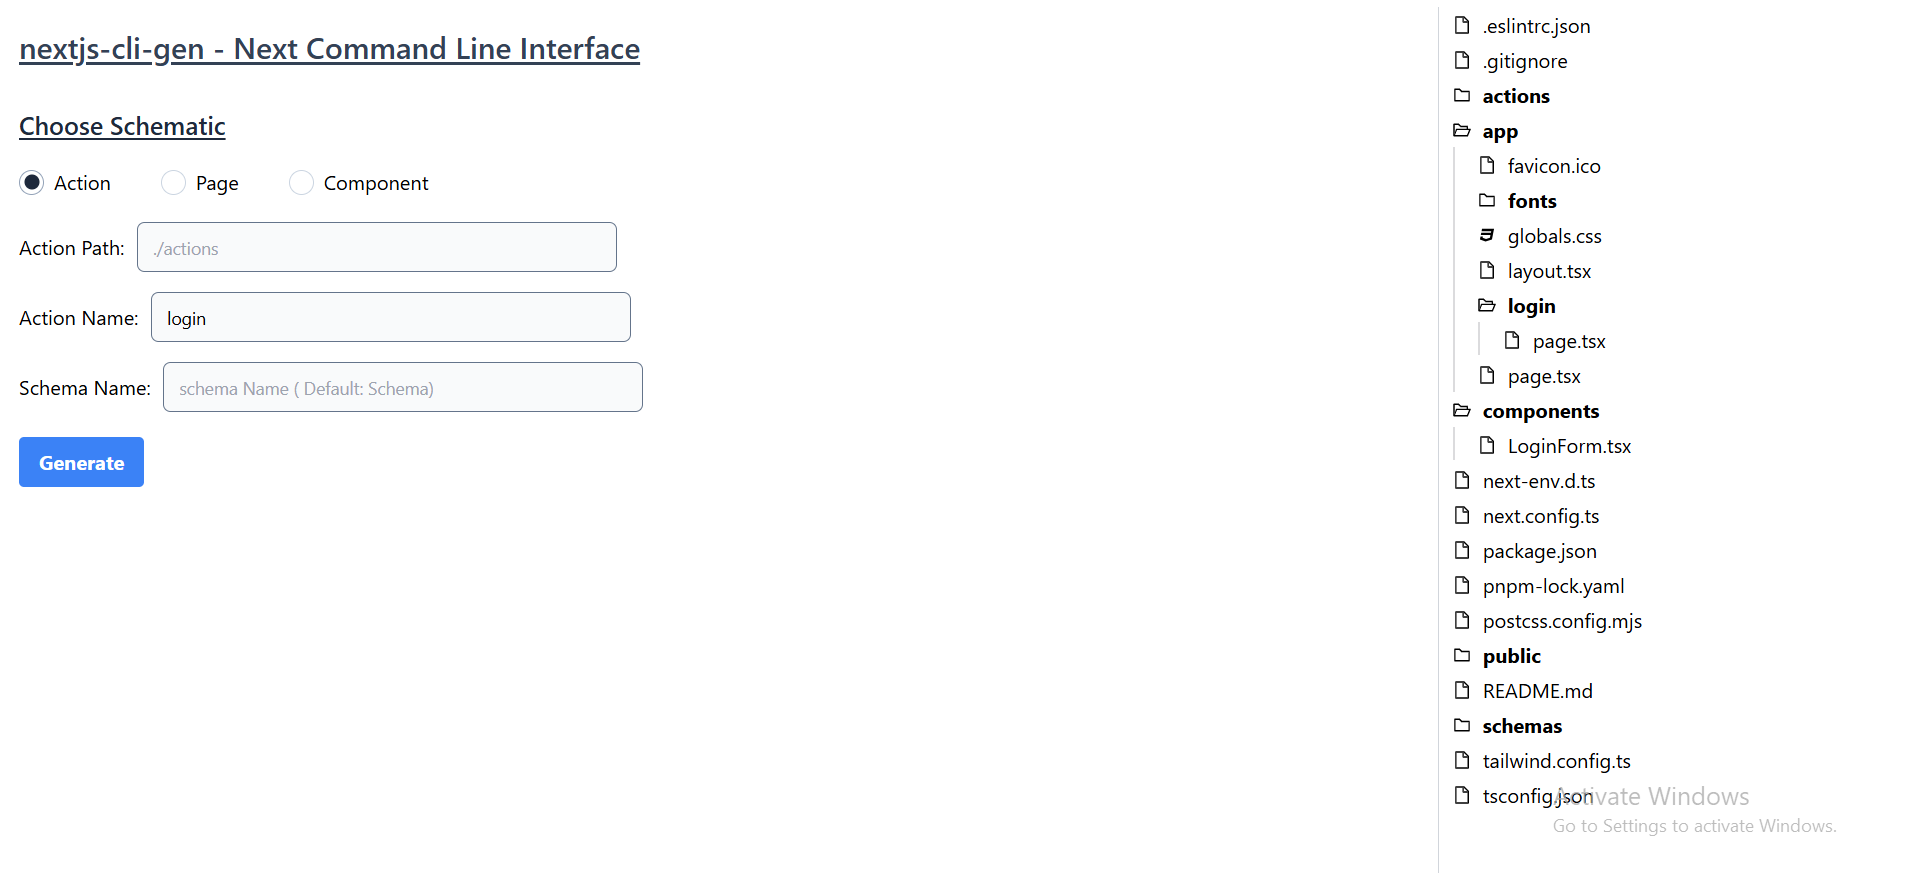 nextjs-cli-gen - Next Command Line Interface
Choose Schematic
Action Page Component
Action Path: ./actions
Action Name: login
Schema Name: schema Name ( Default: Schema)
Generate
.eslintrc.json
.gitignore
actions
app
favicon.ico
fonts
globals.css
layout.tsx
login
page.tsx
page.tsx
components
LoginForm.tsx
next-env.d.ts
next.config.ts
package.json
pnpm-lock.yaml
postcss.config.mjs
public
README.md
schemas
tailwind.config.ts
tsconfig.json
Activate Windows
Go to Settings to activate Windows.